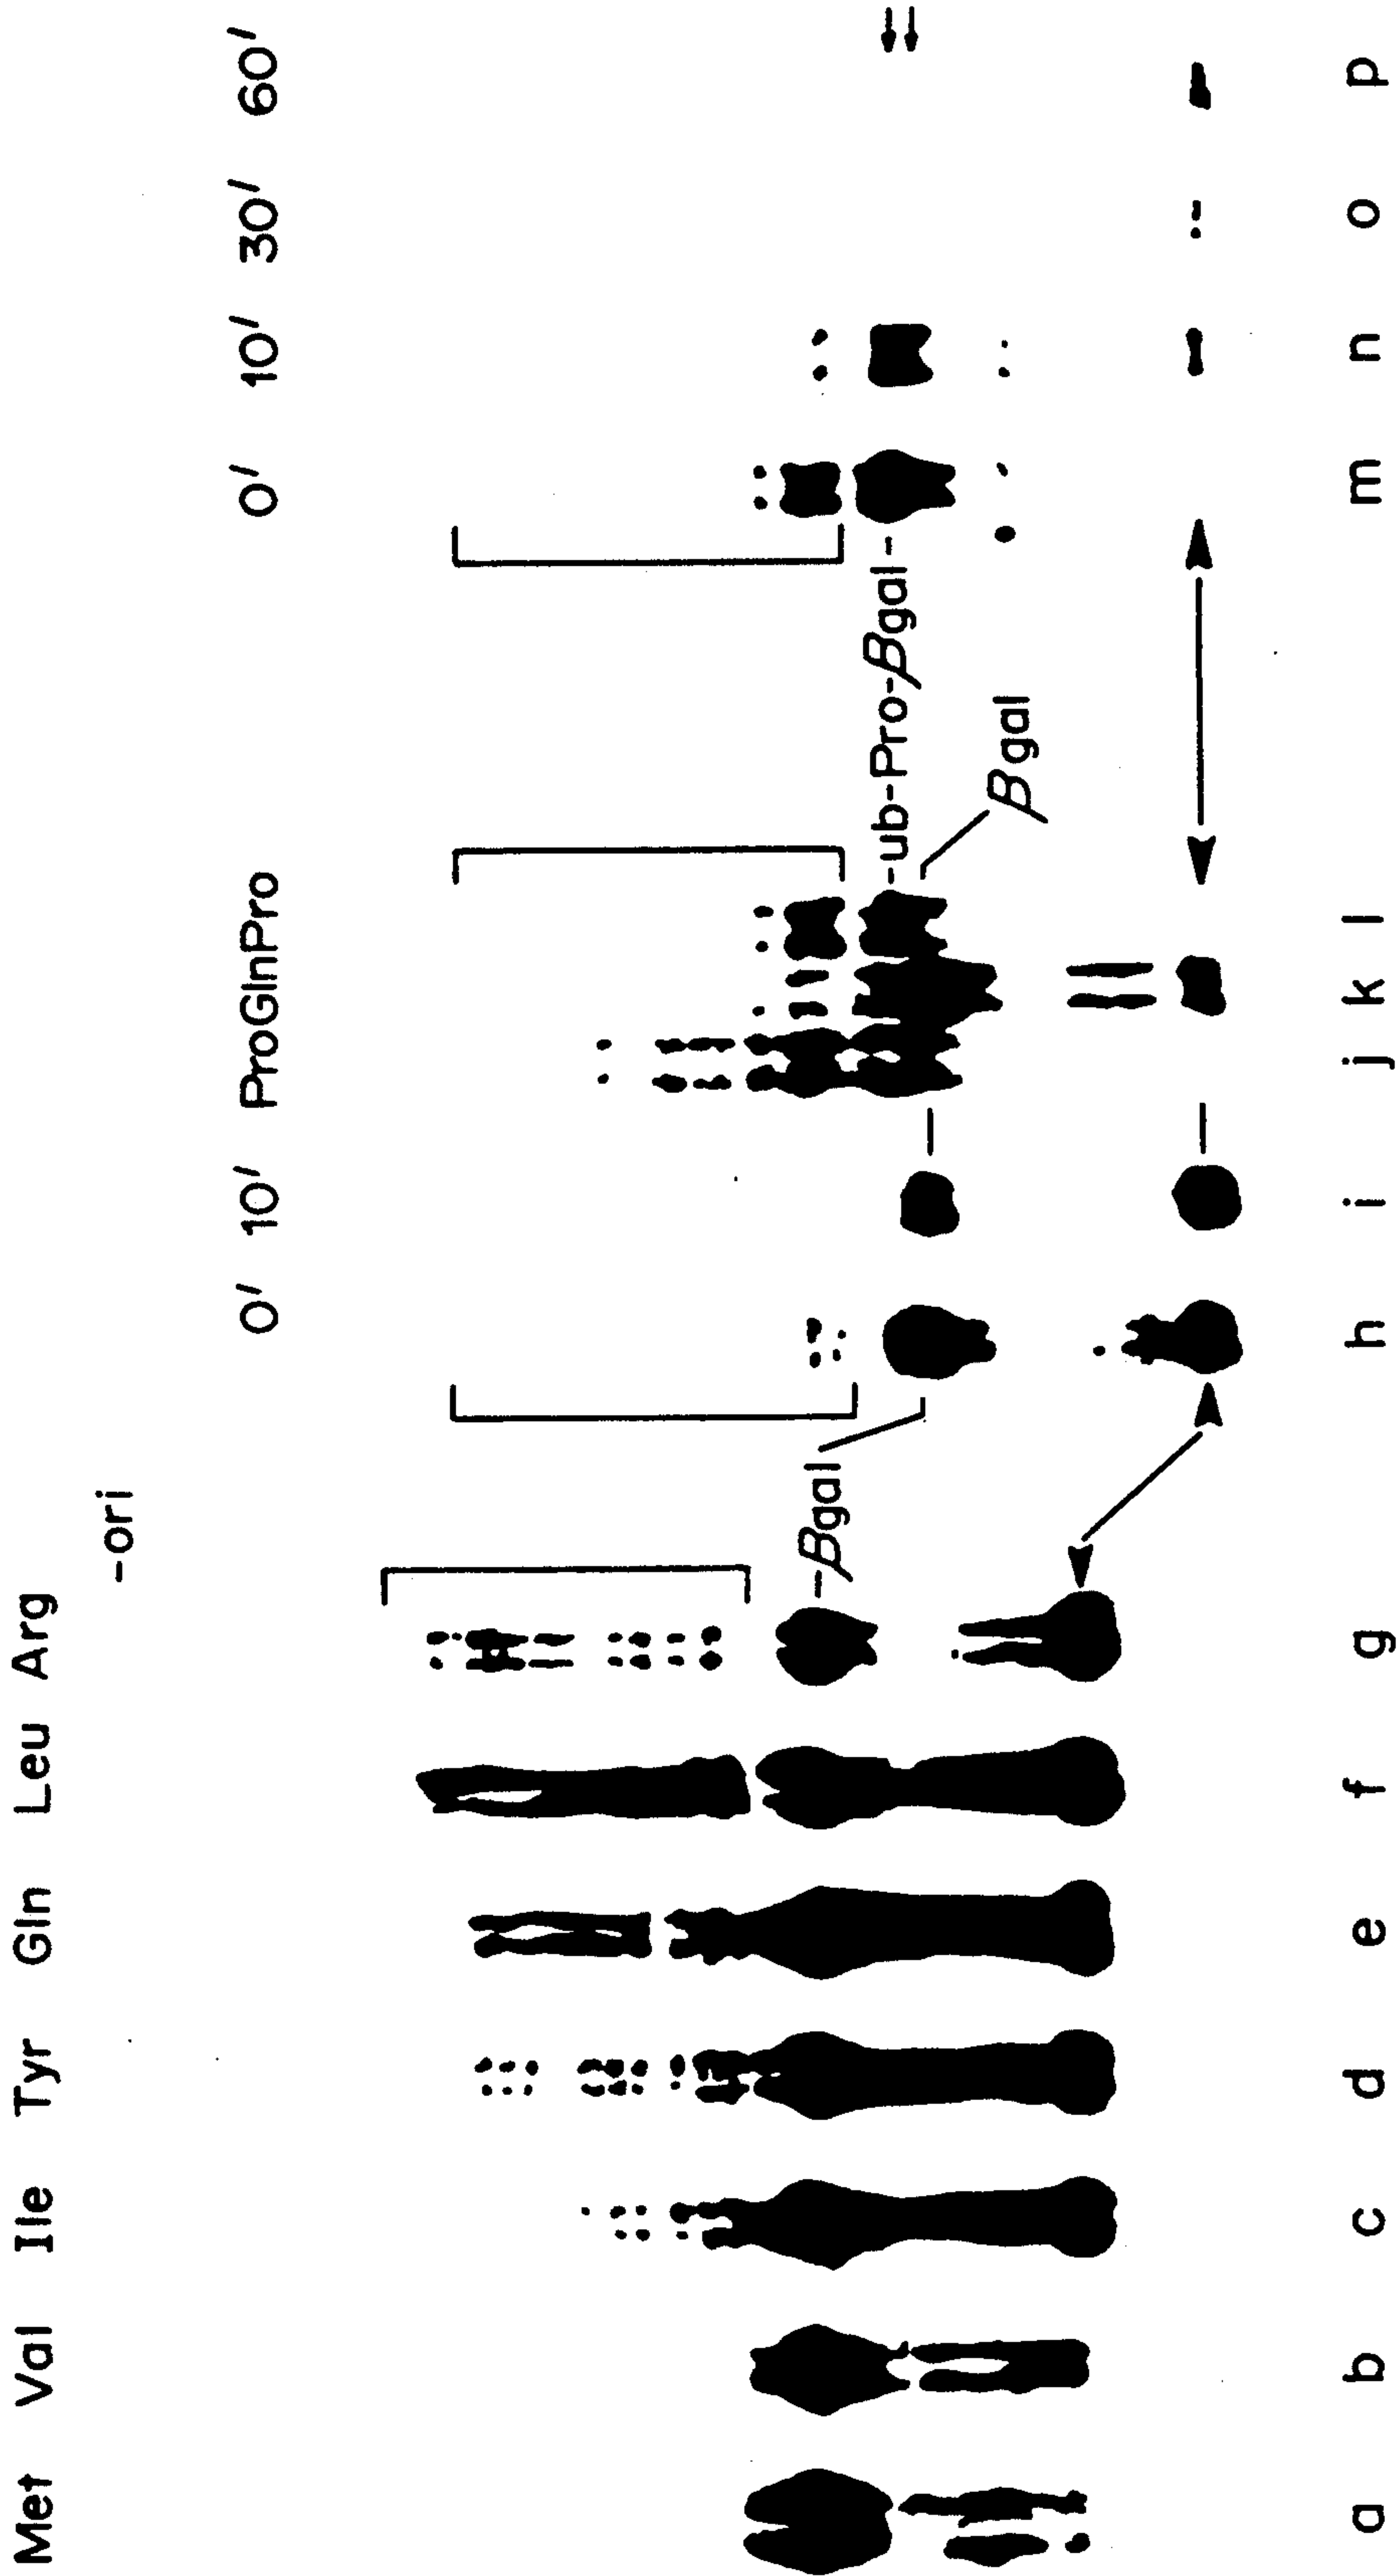 Met Val Ile Tyr Gln Leu Arg
-ori
0' 10' ProGlnPro 0' 10' 30' 60'
-βgal
-ub-Pro-βgal-
βgal
a b c d e f g h i j k l m n o p